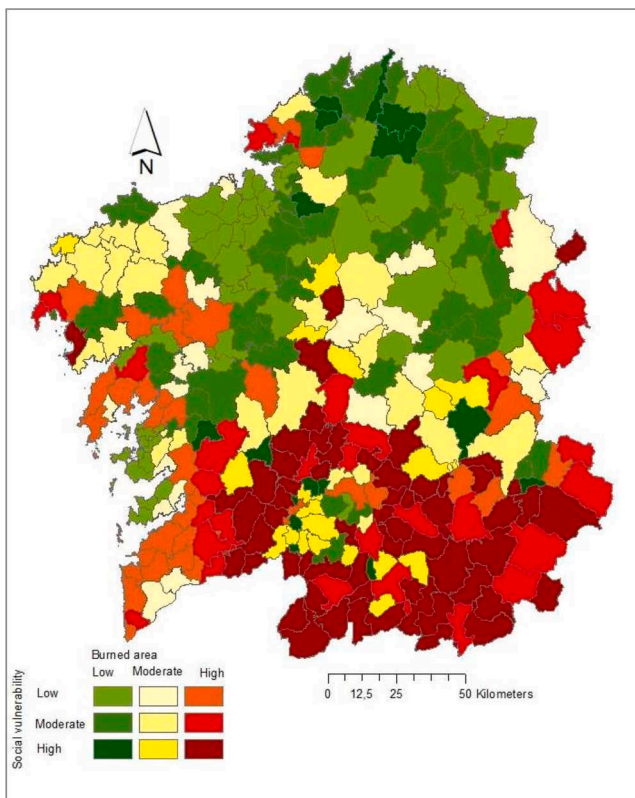 N
Burned area
Low Moderate High
Social vulnerability
Low
Moderate
High
0 12,5 25 50 Kilometers